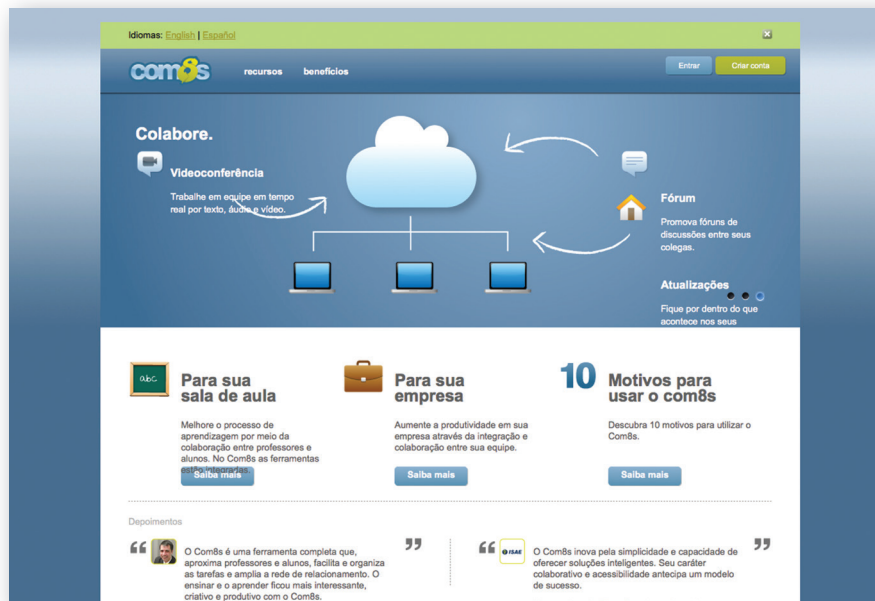 Idiomas: English | Español
com8s
recursos
benefícios
Entrar
Criar conta
Colabore.
Videoconferência
Trabalhe em equipe em tempo
real por texto, áudio e vídeo.
Fórum
Promova fóruns de
discussões entre seus
colegas.
Atualizações
Fique por dentro do que
acontece nos seus
abc
Para sua
sala de aula
Melhore o processo de
aprendizagem por meio da
colaboração entre professores e
alunos. No Com8s as ferramentas
estão integradas.
Saiba mais
Para sua
empresa
Aumente a produtividade em sua
empresa através da integração e
colaboração entre sua equipe.
Saiba mais
10
Motivos para
usar o com8s
Descubra 10 motivos para utilizar o
Com8s.
Saiba mais
Depoimentos
“
O Com8s é uma ferramenta completa que,
aproxima professores e alunos, facilita e organiza
as tarefas e amplia a rede de relacionamento. O
ensinar e o aprender ficou mais interessante,
criativo e produtivo com o Com8s.
”
“
ISAE
O Com8s inova pela simplicidade e capacidade de
oferecer soluções inteligentes. Seu caráter
colaborativo e acessibilidade antecipa um modelo
de sucesso.
”